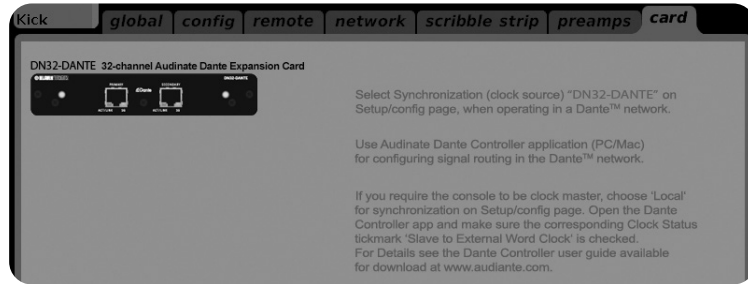 Kick global config remote network scribble strip preamps card
DN32-DANTE 32-channel Audinate Dante Expansion Card
DN32-DANTE
PRIMARY SECONDARY
Dante
Select Synchronization (clock source) "DN32-DANTE" on
Setup/config page, when operating in a Dante™ network.
Use Audinate Dante Controller application (PC/Mac)
for configuring signal routing in the Dante™ network.
If you require the console to be clock master, choose 'Local'
for synchronization on Setup/config page. Open the Dante
Controller app and make sure the corresponding Clock Status
tickmark 'Slave to External Word Clock' is checked.
For Details see the Dante Controller user guide available
for download at www.audiante.com.